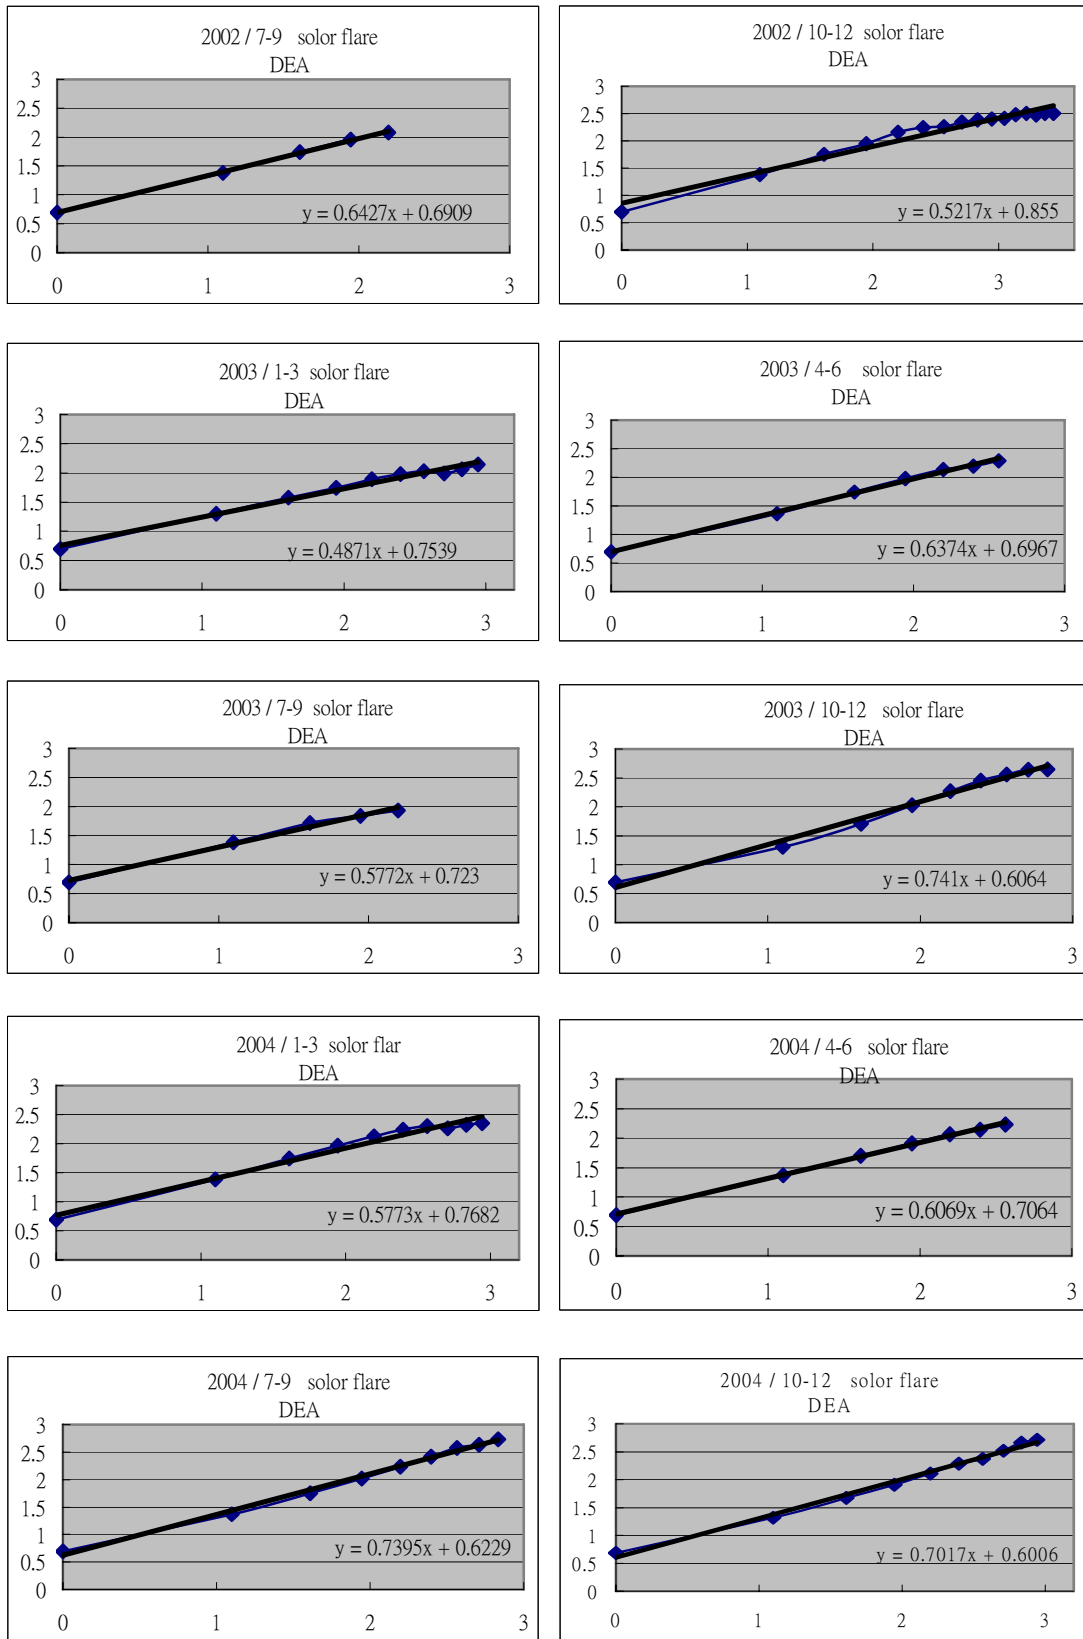 2002 / 7-9 solor flare
DEA
3
2.5
2
1.5
1
0.5
0
y = 0.6427x + 0.6909
0 1 2 3
2002 / 10-12 solor flare
DEA
3
2.5
2
1.5
1
0.5
0
y = 0.5217x + 0.855
0 1 2 3
2003 / 1-3 solor flare
DEA
3
2.5
2
1.5
1
0.5
0
y = 0.4871x + 0.7539
0 1 2 3
2003 / 4-6 solor flare
DEA
3
2.5
2
1.5
1
0.5
0
y = 0.6374x + 0.6967
0 1 2 3
2003 / 7-9 solor flare
DEA
3
2.5
2
1.5
1
0.5
0
y = 0.5772x + 0.723
0 1 2 3
2003 / 10-12 solor flare
DEA
3
2.5
2
1.5
1
0.5
0
y = 0.741x + 0.6064
0 1 2 3
2004 / 1-3 solor flar
DEA
3
2.5
2
1.5
1
0.5
0
y = 0.5773x + 0.7682
0 1 2 3
2004 / 4-6 solor flare
DEA
3
2.5
2
1.5
1
0.5
0
y = 0.6069x + 0.7064
0 1 2 3
2004 / 7-9 solor flare
DEA
3
2.5
2
1.5
1
0.5
0
y = 0.7395x + 0.6229
0 1 2 3
2004 / 10-12 solor flare
DEA
3
2.5
2
1.5
1
0.5
0
y = 0.7017x + 0.6006
0 1 2 3